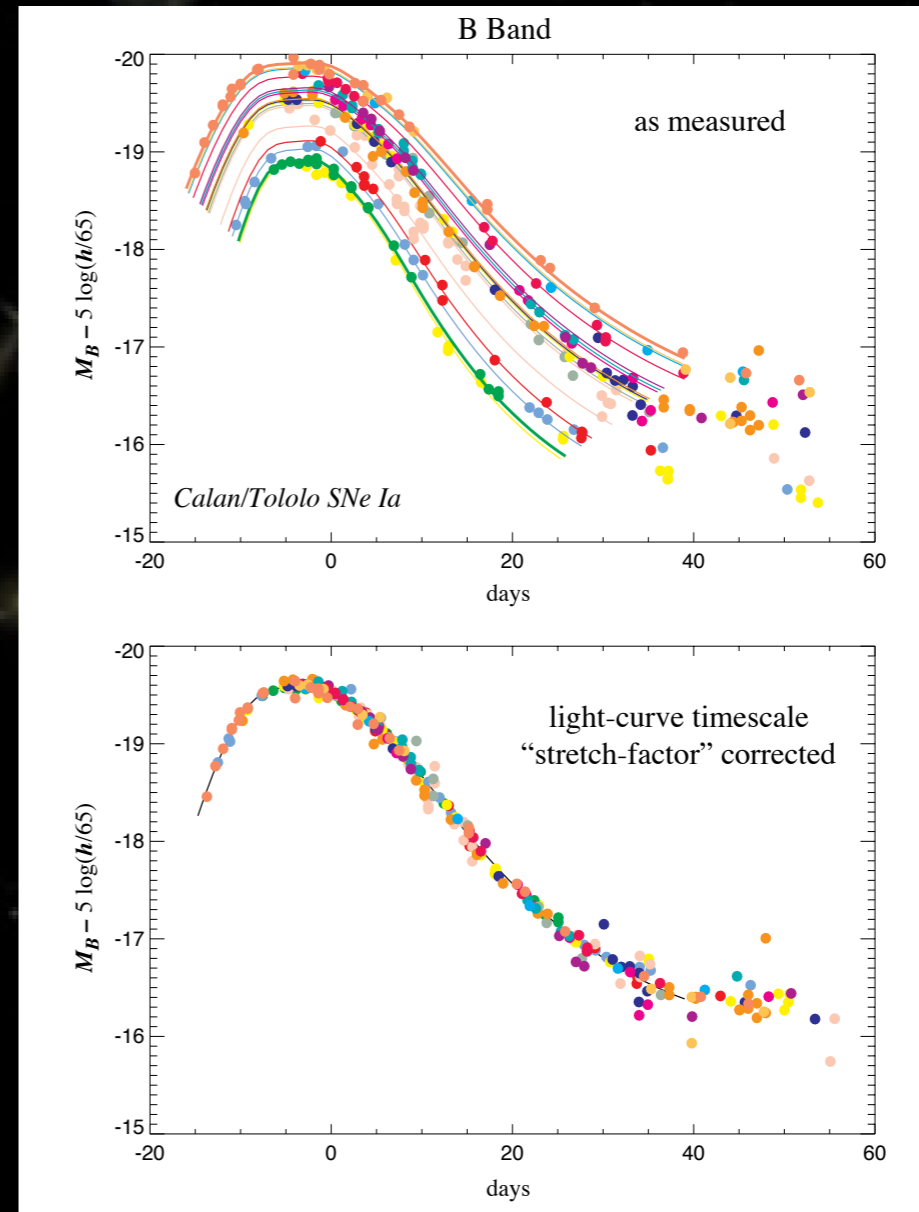 B Band
-20
as measured
-19
-18
M_B – 5 log(h/65)
-17
-16
Calan/Tololo SNe Ia
-15
-20 0 20 40 60
days
-20
light-curve timescale
“stretch-factor” corrected
-19
-18
M_B – 5 log(h/65)
-17
-16
-15
-20 0 20 40 60
days